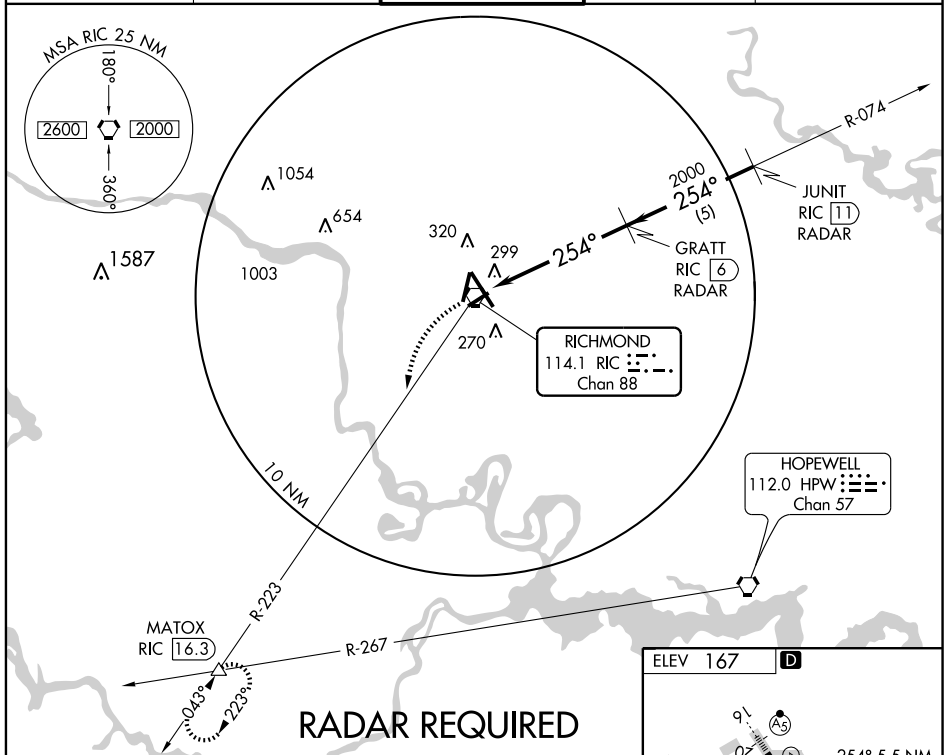 MSA RIC 25 NM
180°
2600
2000
360°
1054
654
1587
1003
320
299
270
R-074
2000
254°
(5)
254°
JUNIT
RIC 11
RADAR
GRATT
RIC 6
RADAR
RICHMOND
114.1 RIC
Chan 88
HOPEWELL
112.0 HPW
Chan 57
10 NM
R-223
R-267
MATOX
RIC 16.3
043°
223°
RADAR REQUIRED
ELEV 167 D
16
A5
20
254° 5.5 NM